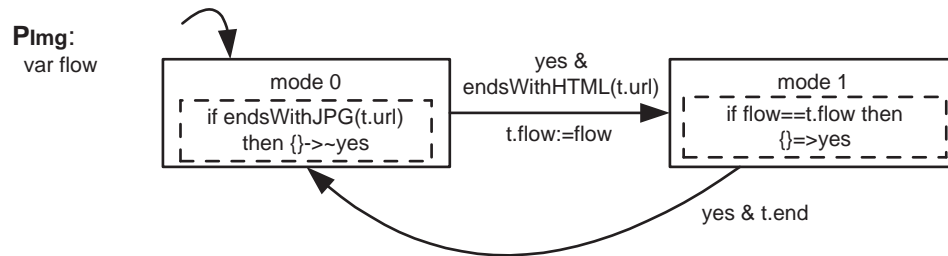 PImg:
var flow
mode 0
if endsWithJPG(t.url)
then {}->~yes
yes &
endsWithHTML(t.url)
t.flow:=flow
mode 1
if flow==t.flow then
{}=>yes
yes & t.end